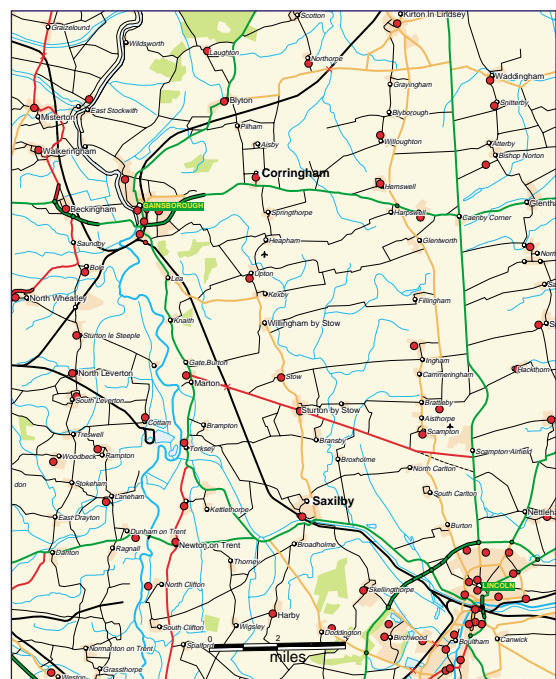 Scotton
Kirton In Lindsey
Graizelound
Wildsworth
Laughton
Northorpe
Waddingham
Grayingham
Blyton
Snitterby
East Stockwith
Misterton
Blyborough
Pilham
Willoughton
Atterby
Aisby
Bishop Norton
Walkeringham
Corringham
Hemswell
GAINSBOROUGH
Glentha
Beckingham
Springthorpe
Harpswell
Caenby Corner
Saundby
Heapham
Glentworth
Norm
Bole
Upton
Lea
Kexby
North Wheatley
Fillingham
Knaith
Willingham by Stow
Sturton le Steeple
Gate Burton
Ingham
Hackthorn
North Leverton
Marton
Stow
Cammeringham
South Leverton
Brattleby
Sturton by Stow
Aisthorpe
Cottam
Brampton
Scampton
Treswell
Bransby
Torksey
Scampton Airfield
Woodbeck
Rampton
Broxholme
North Carlton
don
Stokeham
South Carlton
Laneham
Saxilby
Kettlethorpe
East Drayton
Nettleh
Burton
Dunham on Trent
Darlton
Ragnall
Newton on Trent
Broadholme
Thorney
North Clifton
Skellingthorpe
LINCOLN
Harby
South Clifton
Wigsley
Doddington
Birchwood
Boultham
Canwick
Normanton on Trent
Spalford
0 2
miles
Grassthorpe
Weston